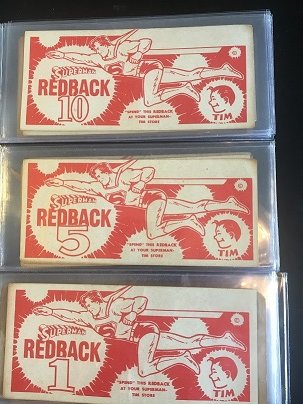 SUPERMAN
REDBACK
10
"SPEND" THIS REDBACK
AT YOUR SUPERMAN-
TIM STORE
TIM
SUPERMAN
REDBACK
5
"SPEND" THIS REDBACK
AT YOUR SUPERMAN-
TIM STORE
TIM
SUPERMAN
REDBACK
1
"SPEND" THIS REDBACK
AT YOUR SUPERMAN-
TIM STORE
TIM